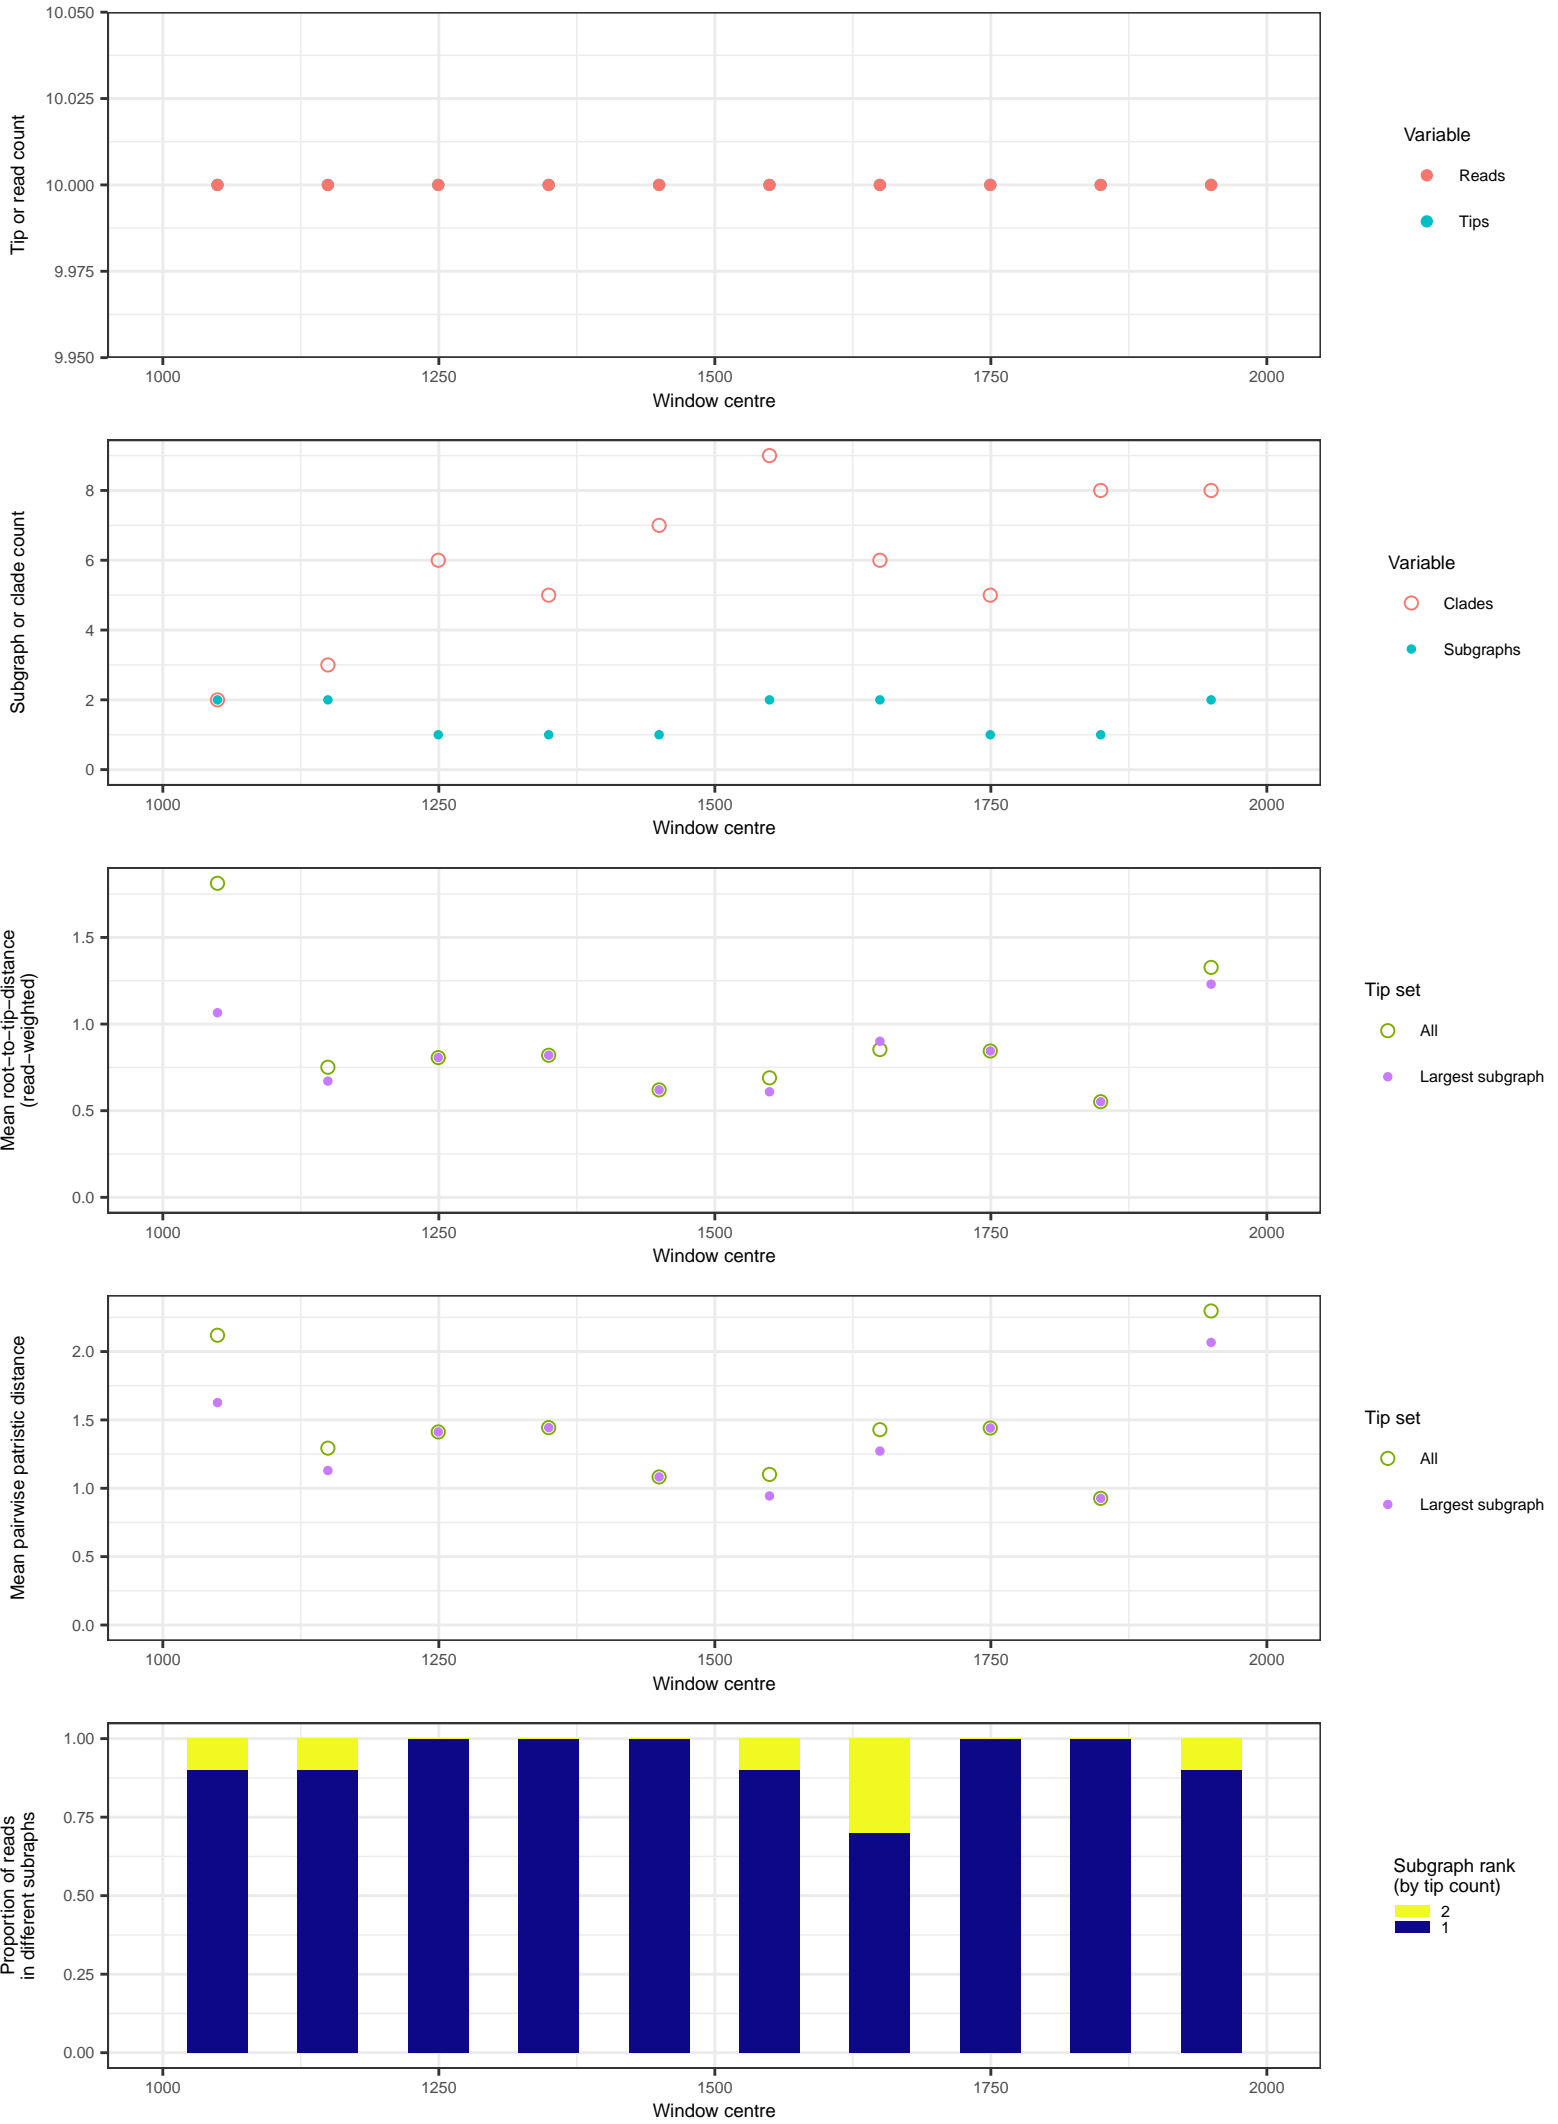 10.050
10.025
10.000
9.975
9.950
Tip or read count
1000 1250 1500 1750 2000
Window centre
Variable
Reads
Tips
8
6
4
2
0
Subgraph or clade count
1000 1250 1500 1750 2000
Window centre
Variable
Clades
Subgraphs
1.5
1.0
0.5
0.0
Mean root−to−tip−distance
(read−weighted)
1000 1250 1500 1750 2000
Window centre
Tip set
All
Largest subgraph
2.0
1.5
1.0
0.5
0.0
Mean pairwise patristic distance
1000 1250 1500 1750 2000
Window centre
Tip set
All
Largest subgraph
1.00
0.75
0.50
0.25
0.00
Proportion of reads
in different subraphs
1000 1250 1500 1750 2000
Window centre
Subgraph rank
(by tip count)
2
1